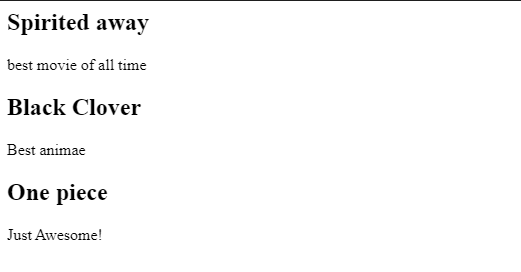 Spirited away
best movie of all time
Black Clover
Best animae
One piece
Just Awesome!